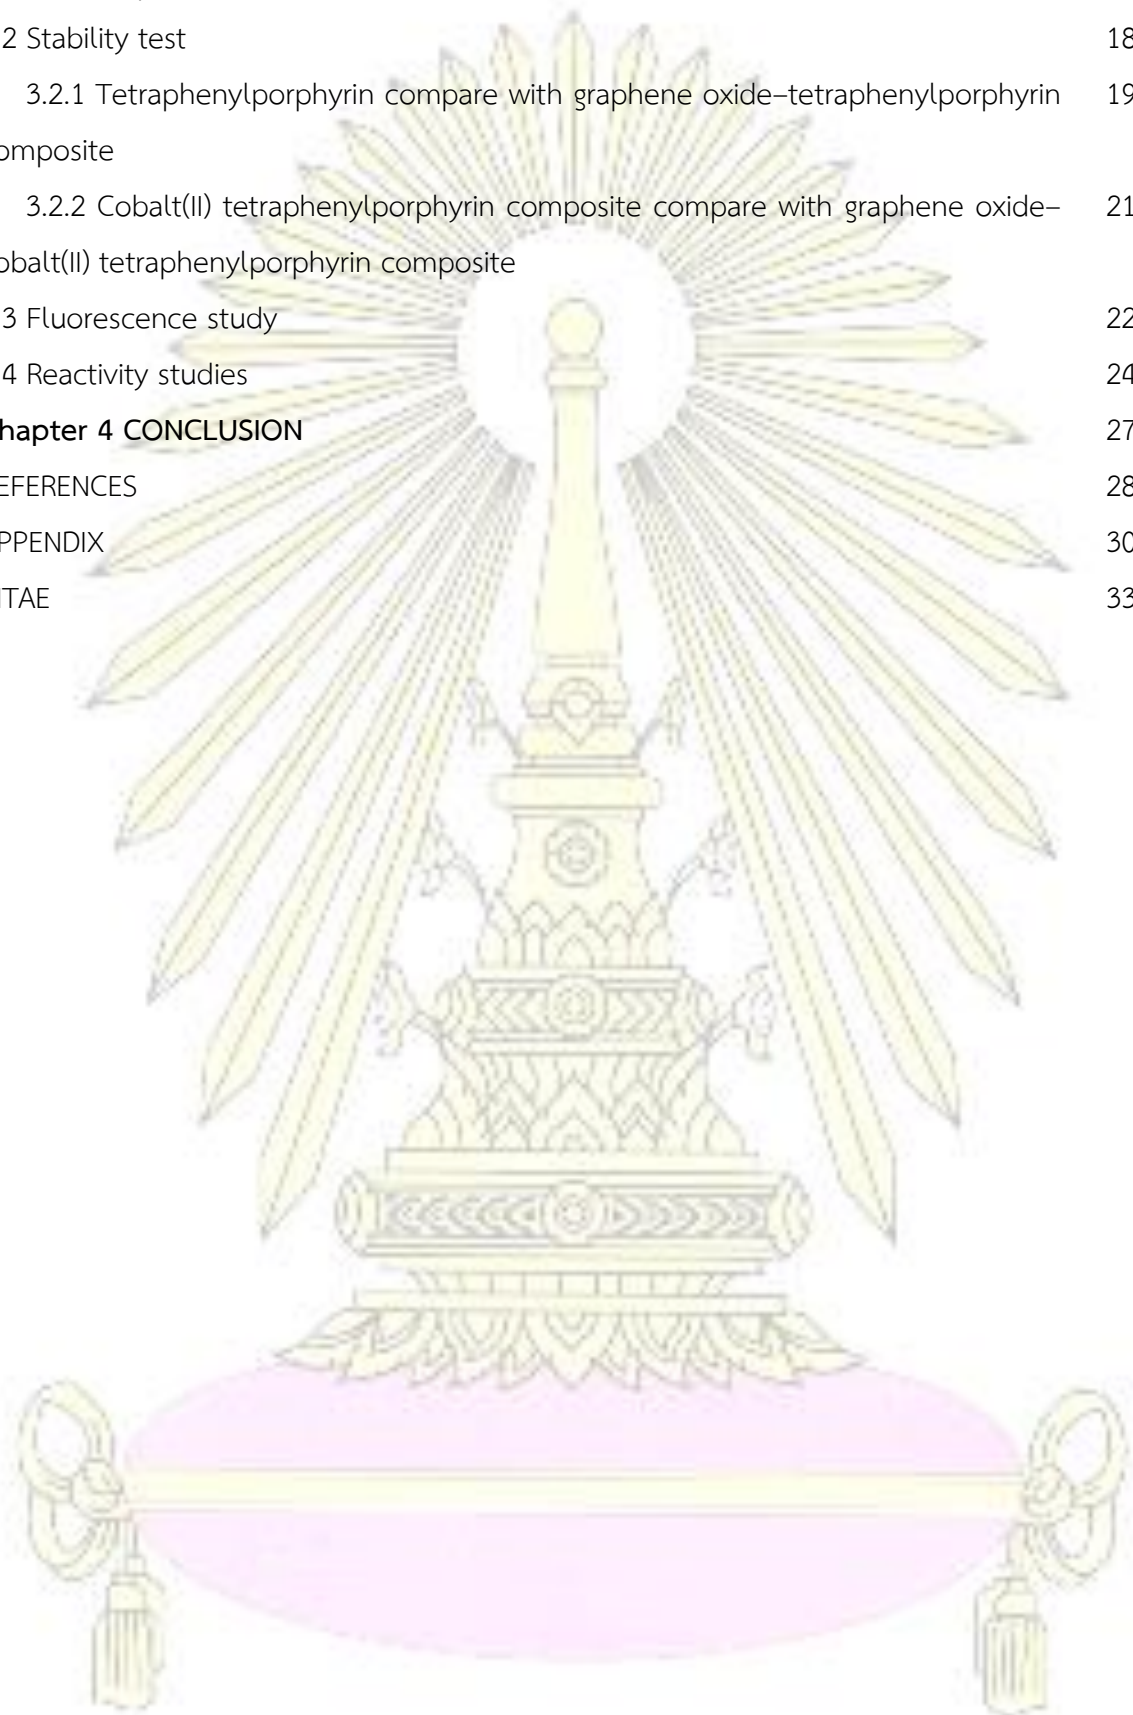 2 Stability test 18
3.2.1 Tetraphenylporphyrin compare with graphene oxide–tetraphenylporphyrin 19
omposite
3.2.2 Cobalt(II) tetraphenylporphyrin composite compare with graphene oxide– 21
obalt(II) tetraphenylporphyrin composite
3 Fluorescence study 22
4 Reactivity studies 24
hapter 4 CONCLUSION 27
EFERENCES 28
PPENDIX 30
ITAE 33